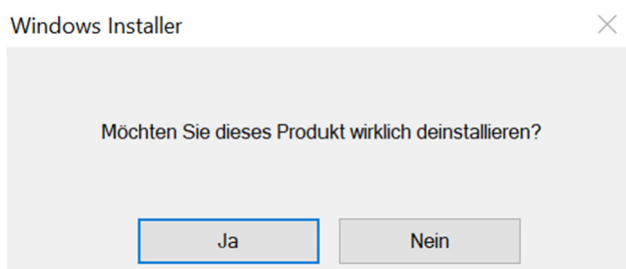 Windows Installer
Möchten Sie dieses Produkt wirklich deinstallieren?
Ja
Nein